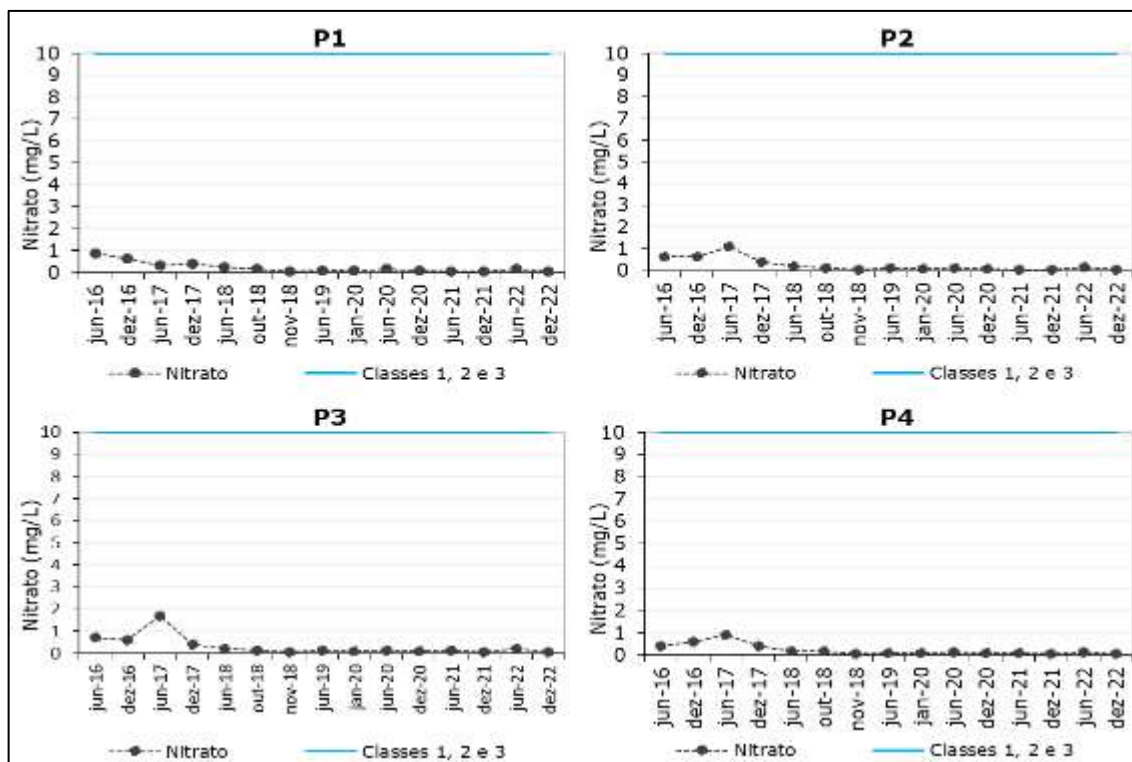 P1
Nitrato (mg/L)
10
9
8
7
6
5
4
3
2
1
0
jun-16
dez-16
jun-17
dez-17
jun-18
out-18
nov-18
jun-19
jan-20
jun-20
dez-20
jun-21
dez-21
jun-22
dez-22
Nitrato Classes 1, 2 e 3
P2
Nitrato (mg/L)
10
9
8
7
6
5
4
3
2
1
0
jun-16
dez-16
jun-17
dez-17
jun-18
out-18
nov-18
jun-19
jan-20
jun-20
dez-20
jun-21
dez-21
jun-22
dez-22
Nitrato Classes 1, 2 e 3
P3
Nitrato (mg/L)
10
9
8
7
6
5
4
3
2
1
0
jun-16
dez-16
jun-17
dez-17
jun-18
out-18
nov-18
jun-19
jan-20
jun-20
dez-20
jun-21
dez-21
jun-22
dez-22
Nitrato Classes 1, 2 e 3
P4
Nitrato (mg/L)
10
9
8
7
6
5
4
3
2
1
0
jun-16
dez-16
jun-17
dez-17
jun-18
out-18
nov-18
jun-19
jan-20
jun-20
dez-20
jun-21
dez-21
jun-22
dez-22
Nitrato Classes 1, 2 e 3